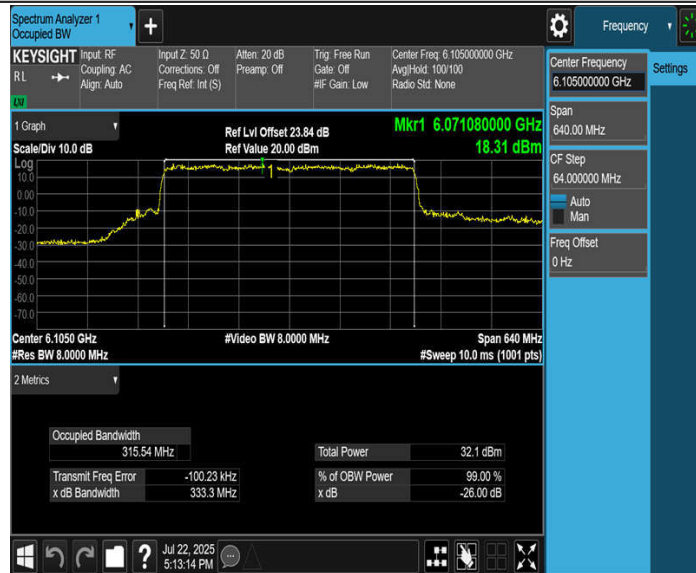 Spectrum Analyzer 1
Occupied BW
+
Frequency
KEYSIGHT
RL
LXI
Input: RF
Coupling: AC
Align: Auto
Input Z: 50 Ω
Corrections: Off
Freq Ref: Int (S)
Atten: 20 dB
Preamp: Off
Trig: Free Run
Gate: Off
#IF Gain: Low
Center Freq: 6.105000000 GHz
Avg|Hold: 100/100
Radio Std: None
Center Frequency
6.105000000 GHz
Settings
Span
640.00 MHz
CF Step
64.000000 MHz
Auto
Man
Freq Offset
0 Hz
1 Graph
Scale/Div 10.0 dB
Ref Lvl Offset 23.84 dB
Ref Value 20.00 dBm
Mkr1 6.071080000 GHz
18.31 dBm
Log
10.0
0.00
-10.0
-20.0
-30.0
-40.0
-50.0
-60.0
-70.0
1
Center 6.1050 GHz
#Video BW 8.0000 MHz
Span 640 MHz
#Res BW 8.0000 MHz
#Sweep 10.0 ms (1001 pts)
2 Metrics
Occupied Bandwidth
315.54 MHz
Total Power 32.1 dBm
Transmit Freq Error -100.23 kHz
% of OBW Power 99.00 %
x dB Bandwidth 333.3 MHz
x dB -26.00 dB
?
Jul 22, 2025
5:13:14 PM